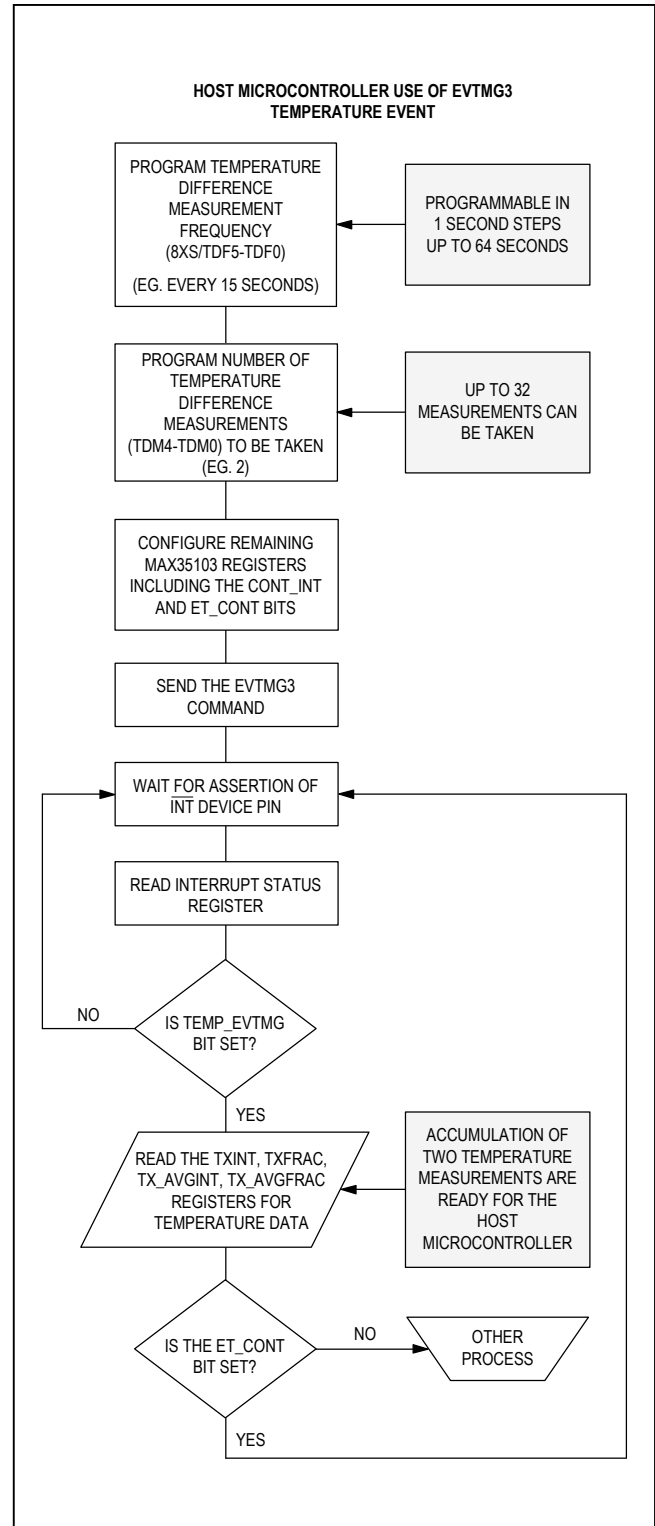 HOST MICROCONTROLLER USE OF EVTMG3
TEMPERATURE EVENT
PROGRAM TEMPERATURE
DIFFERENCE
MEASUREMENT
FREQUENCY
(8XS/TDF5-TDF0)
(EG. EVERY 15 SECONDS)
PROGRAMMABLE IN
1 SECOND STEPS
UP TO 64 SECONDS
PROGRAM NUMBER OF
TEMPERATURE
DIFFERENCE
MEASUREMENTS
(TDM4-TDM0) TO BE TAKEN
(EG. 2)
UP TO 32
MEASUREMENTS CAN
BE TAKEN
CONFIGURE REMAINING
MAX35103 REGISTERS
INCLUDING THE CONT_INT
AND ET_CONT BITS
SEND THE EVTMG3
COMMAND
WAIT FOR ASSERTION OF
INT DEVICE PIN
READ INTERRUPT STATUS
REGISTER
NO
IS TEMP_EVTMG
BIT SET?
YES
READ THE TXINT, TXFRAC,
TX_AVGINT, TX_AVGFRAC
REGISTERS FOR
TEMPERATURE DATA
ACCUMULATION OF
TWO TEMPERATURE
MEASUREMENTS ARE
READY FOR THE
HOST
MICROCONTROLLER
IS THE ET_CONT
BIT SET?
NO
OTHER
PROCESS
YES